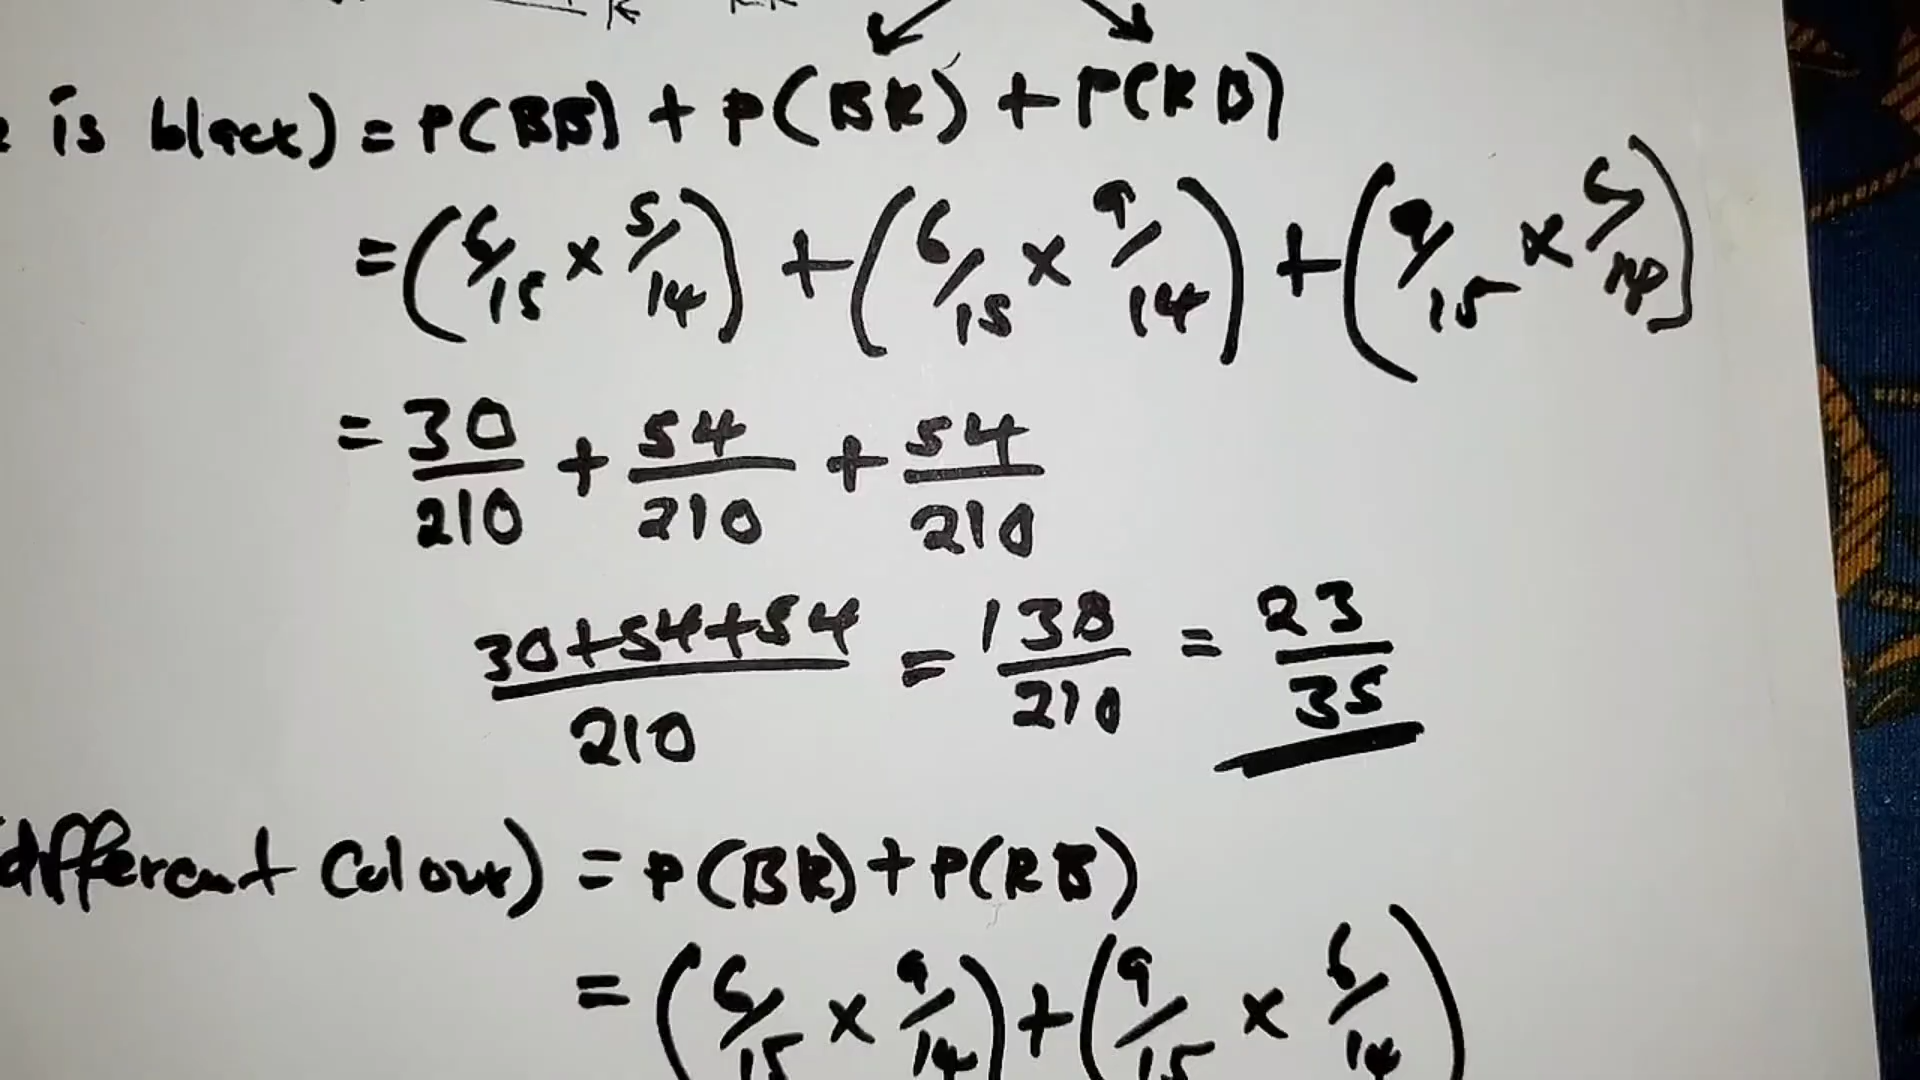 is black) = P(BB) + P(BR) + P(RB)
= (6/15 × 5/14) + (6/15 × 9/14) + (9/15 × 6/14)
= 30/210 + 54/210 + 54/210
30+54+54/210 = 138/210 = 23/35
different Colour) = P(BR) + P(RB)
= (6/15 × 9/14) + (9/15 × 6/14)